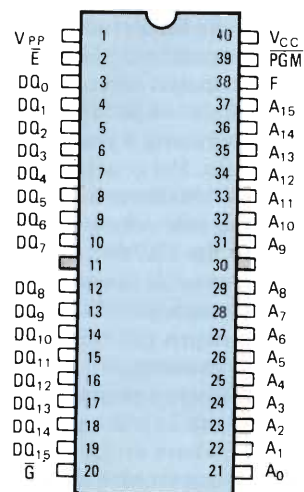 VPP 1 40 VCC
E̅ 2 39 P̅G̅M̅
DQ0 3 38 F
DQ1 4 37 A15
DQ2 5 36 A14
DQ3 6 35 A13
DQ4 7 34 A12
DQ5 8 33 A11
DQ6 9 32 A10
DQ7 10 31 A9
11 30
DQ8 12 29 A8
DQ9 13 28 A7
DQ10 14 27 A6
DQ11 15 26 A5
DQ12 16 25 A4
DQ13 17 24 A3
DQ14 18 23 A2
DQ15 19 22 A1
G̅ 20 21 A0